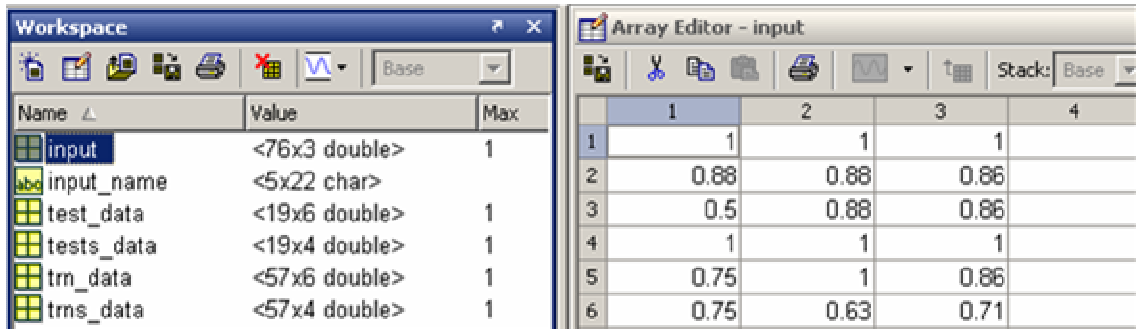 Workspace
Base
Name Value Max
input <76x3 double> 1
abc input_name <5x22 char>
test_data <19x6 double> 1
tests_data <19x4 double> 1
trn_data <57x6 double> 1
trns_data <57x4 double> 1
Array Editor - input
Stack: Base
1 2 3 4
1 1 1 1
2 0.88 0.88 0.86
3 0.5 0.88 0.86
4 1 1 1
5 0.75 1 0.86
6 0.75 0.63 0.71